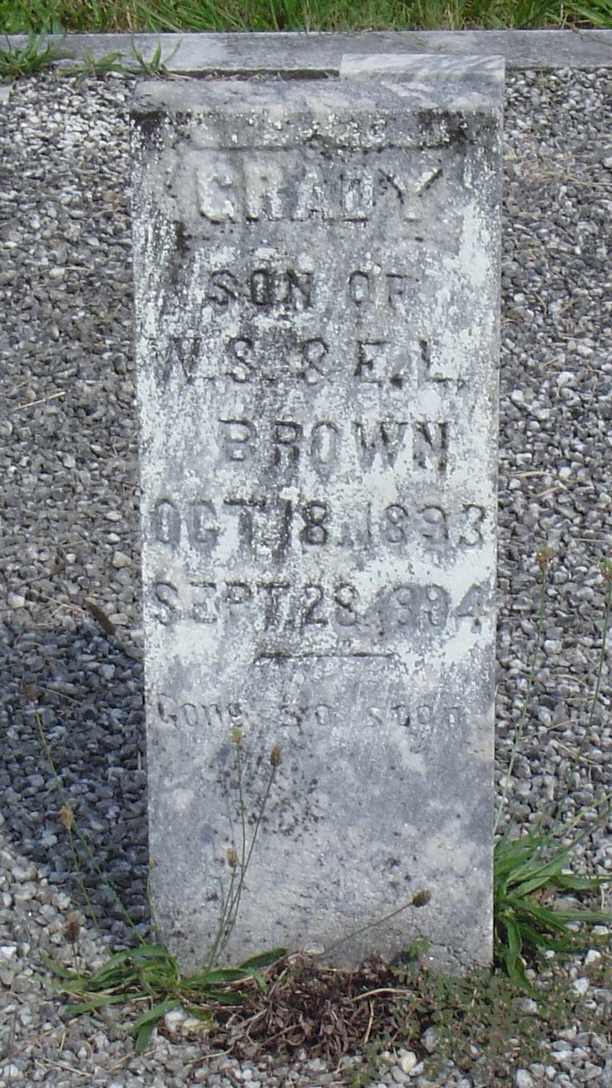 GRADY
SON OF
W.S. & E.L.
BROWN
OCT. 18. 1893
SEPT. 28. 1894
Gone so soon